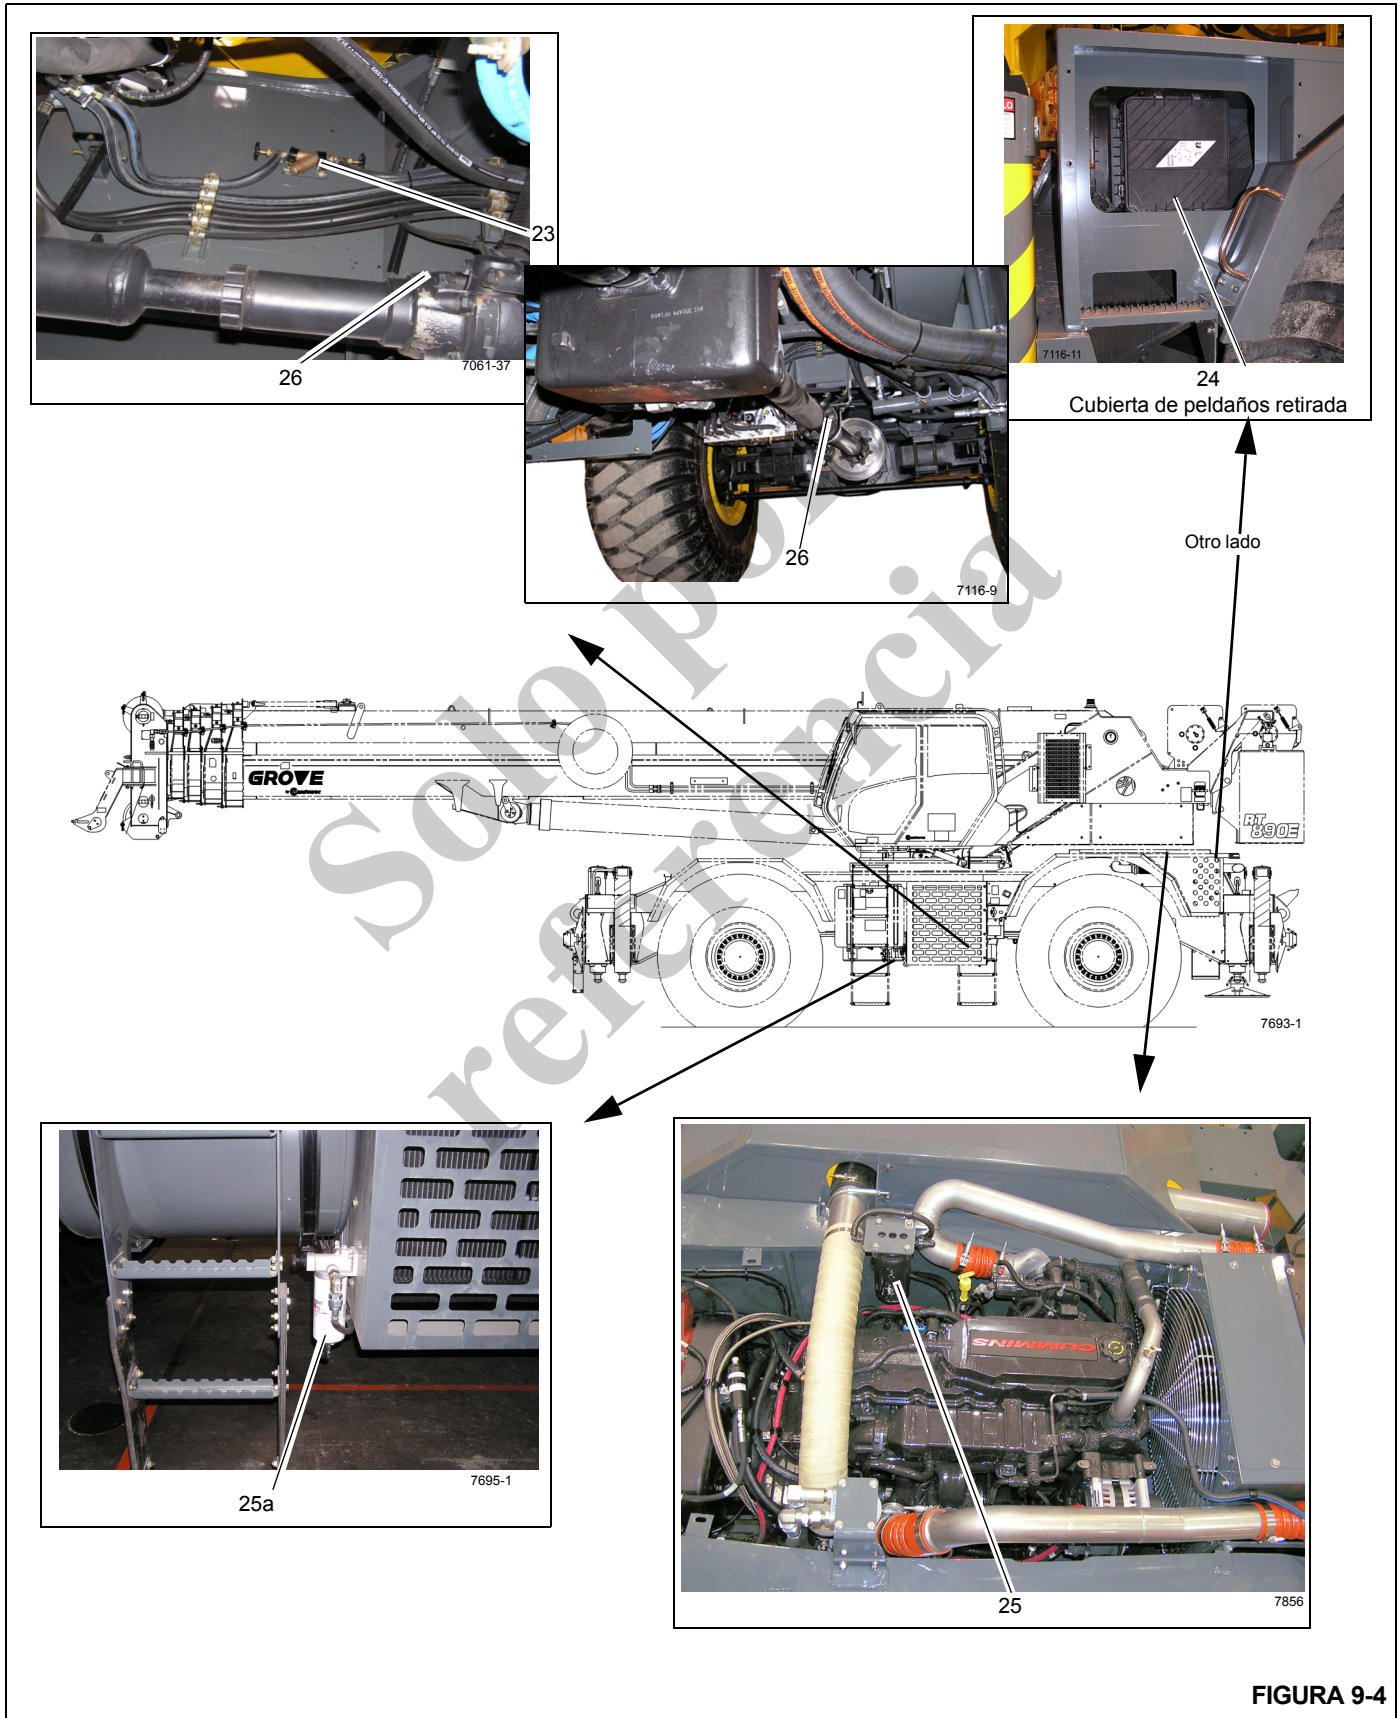 23
26
7061-37
7116-11
24
Cubierta de peldaños retirada
26
7116-9
Otro lado
Solo por
referencia
GROVE
RT
890E
7693-1
7695-1
25a
CUMMINS
25
7856
FIGURA 9-4